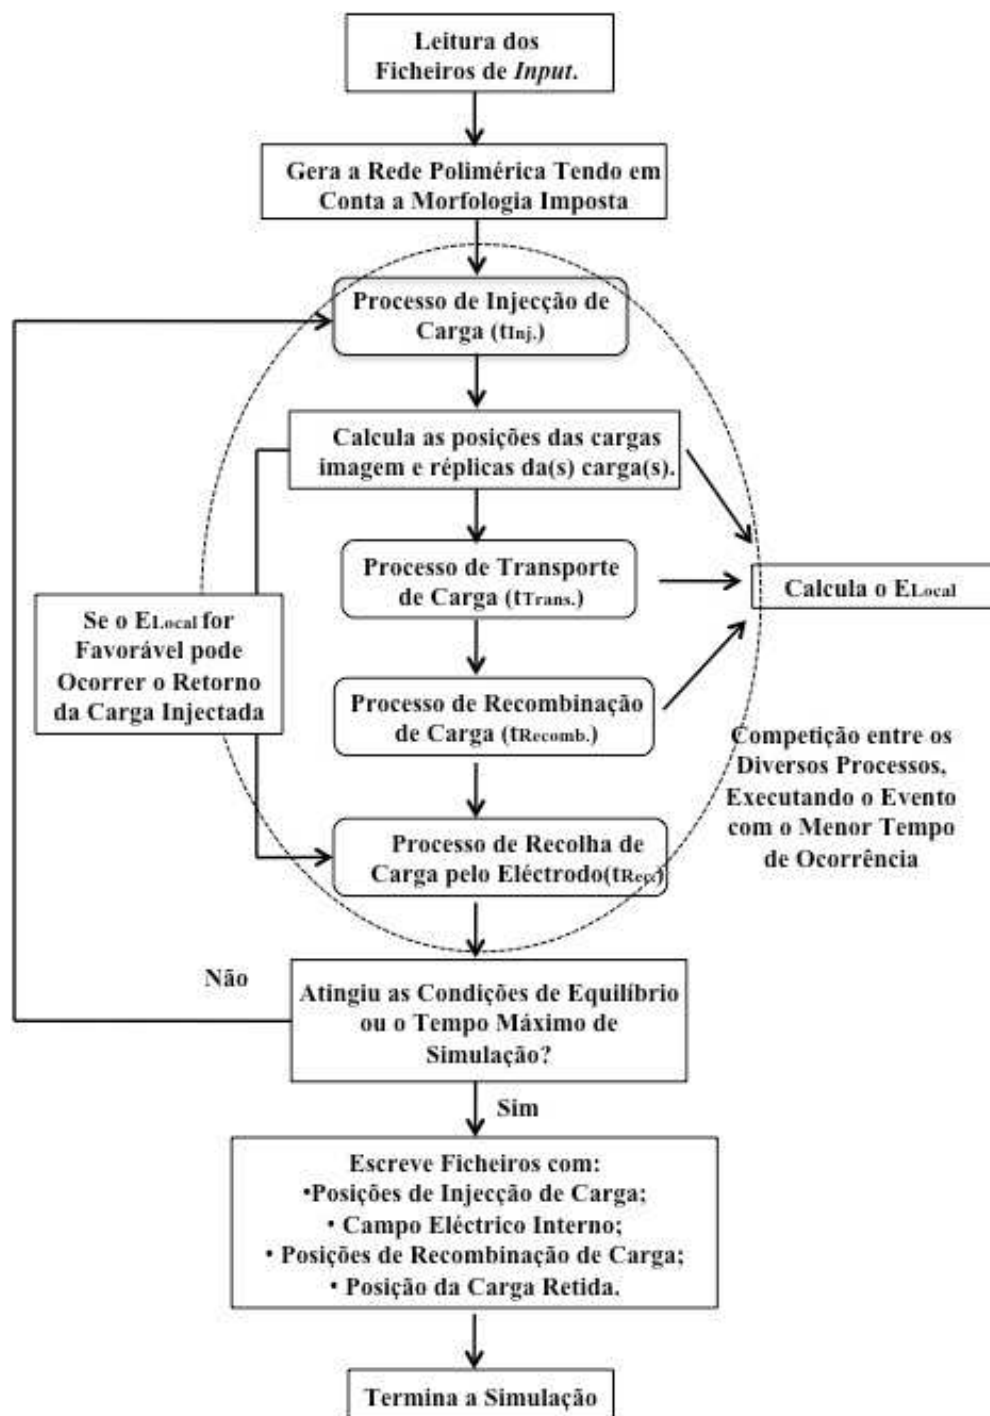 Leitura dos
Ficheiros de Input.
Gera a Rede Polimérica Tendo em
Conta a Morfologia Imposta
Processo de Injecção de
Carga (tInj.)
Calcula as posições das cargas
imagem e réplicas da(s) carga(s).
Processo de Transporte
de Carga (tTrans.)
Calcula o ELocal
Se o ELocal for
Favorável pode
Ocorrer o Retorno
da Carga Injectada
Processo de Recombinação
de Carga (tRecomb.)
Competição entre os
Diversos Processos,
Executando o Evento
com o Menor Tempo
de Ocorrência
Processo de Recolha de
Carga pelo Eléctrodo(tRec.)
Não
Atingiu as Condições de Equilíbrio
ou o Tempo Máximo de
Simulação?
Sim
Escreve Ficheiros com:
•Posições de Injecção de Carga;
• Campo Eléctrico Interno;
• Posições de Recombinação de Carga;
• Posição da Carga Retida.
Termina a Simulação